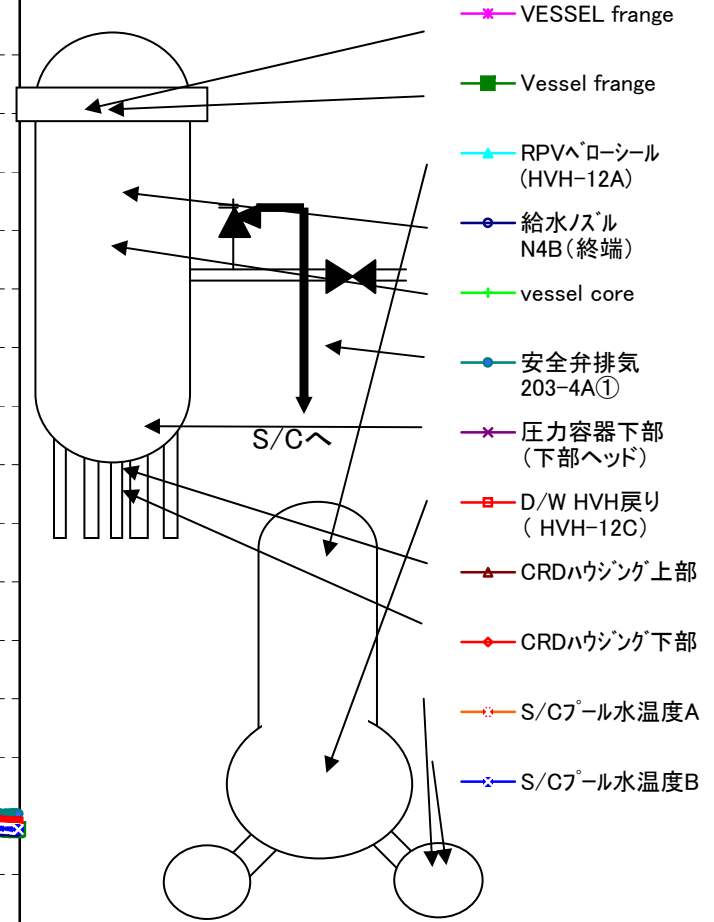 VESSEL frange
Vessel frange
RPVﾍﾞﾛｰシール
(HVH-12A)
給水ﾉｽﾞﾙ
N4B(終端)
vessel core
安全弁排気
203-4A①
圧力容器下部
(下部ヘッド)
D/W HVH戻り
( HVH-12C)
CRDﾊｳｼﾞﾝｸﾞ上部
CRDﾊｳｼﾞﾝｸﾞ下部
S/Cﾌﾟｰﾙ水温度A
S/Cﾌﾟｰﾙ水温度B
S/Cへ